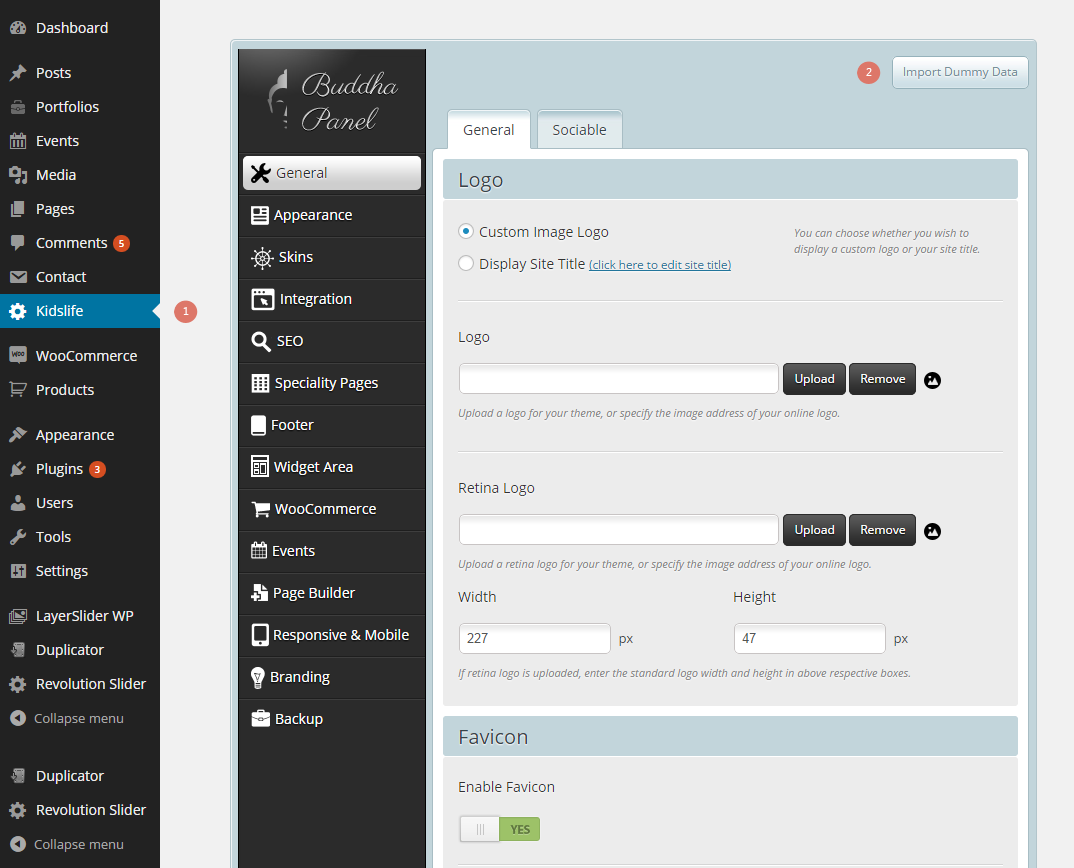 Dashboard
Posts
Portfolios
Events
Media
Pages
Comments 5
Contact
Kidslife
1
WooCommerce
Products
Appearance
Plugins 3
Users
Tools
Settings
LayerSlider WP
Duplicator
Revolution Slider
Collapse menu
Duplicator
Revolution Slider
Collapse menu
Buddha
Panel
General
Appearance
Skins
Integration
SEO
Speciality Pages
Footer
Widget Area
WooCommerce
Events
Page Builder
Responsive & Mobile
Branding
Backup
2 Import Dummy Data
General Sociable
Logo
Custom Image Logo
Display Site Title (click here to edit site title)
You can choose whether you wish to
display a custom logo or your site title.
Logo
Upload Remove
Upload a logo for your theme, or specify the image address of your online logo.
Retina Logo
Upload Remove
Upload a retina logo for your theme, or specify the image address of your online logo.
Width Height
227 px 47 px
If retina logo is uploaded, enter the standard logo width and height in above respective boxes.
Favicon
Enable Favicon
YES